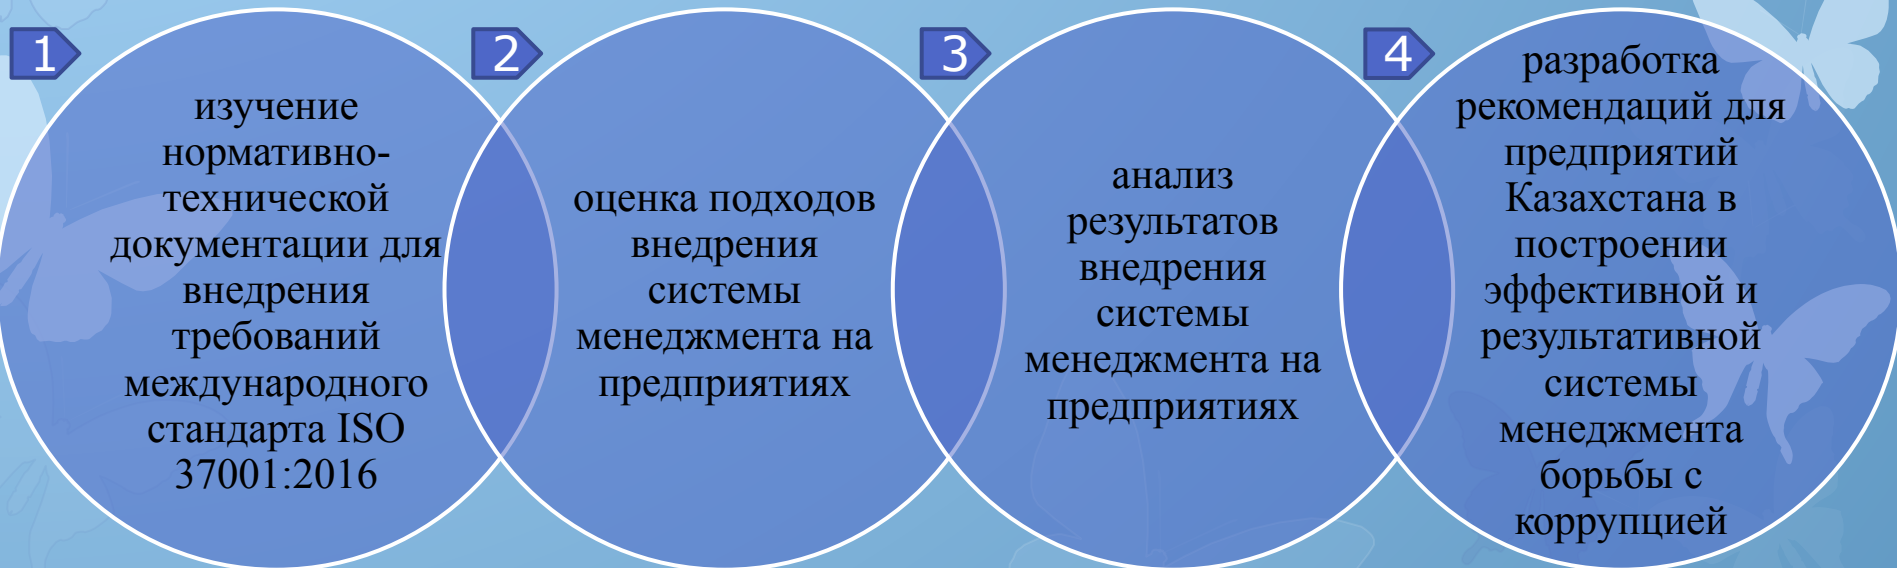 1
изучение
нормативно-
технической
документации для
внедрения
требований
международного
стандарта ISO
37001:2016
2
оценка подходов
внедрения
системы
менеджмента на
предприятиях
3
анализ
результатов
внедрения
системы
менеджмента на
предприятиях
4
разработка
рекомендаций для
предприятий
Казахстана в
построении
эффективной и
результативной
системы
менеджмента
борьбы с
коррупцией